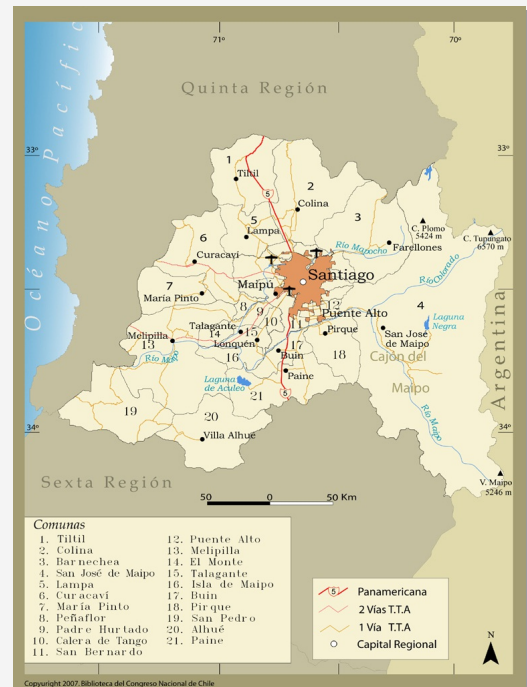 71º
70º
Quinta Región
Océano Pacífico
33º
33º
1
Tiltil
2
5
Colina
3
5
Lampa
C. Plomo
5424 m
6
Río Mapocho
Farellones
C. Tupungato
6570 m
Curacaví
Santiago
Río Colorado
7
María Pinto
Maipú
8
9
12
4
Talagante
10
11
Puente Alto
Laguna
Negra
Melipilla
13
14
15
Lonquén
Pirque
San José
de Maipo
Argentina
Río Maipo
16
Buin
17
18
Cajón del
Maipo
Laguna
de Aculeo
Paine
21
5
19
20
Río Maipo
34º
34º
Villa Alhué
Sexta Región
V. Maipo
5246 m
50
0
50 Km
Comunas
1. Tiltil
2. Colina
3. Barnechea
4. San José de Maipo
5. Lampa
6. Curacaví
7. María Pinto
8. Peñaflor
9. Padre Hurtado
10. Calera de Tango
11. San Bernardo
12. Puente Alto
13. Melipilla
14. El Monte
15. Talagante
16. Isla de Maipo
17. Buin
18. Pirque
19. San Pedro
20. Alhué
21. Paine
5 Panamericana
2 Vías T.T.A
1 Vía T.T.A
Capital Regional
N
Copyright 2007. Biblioteca del Congreso Nacional de Chile